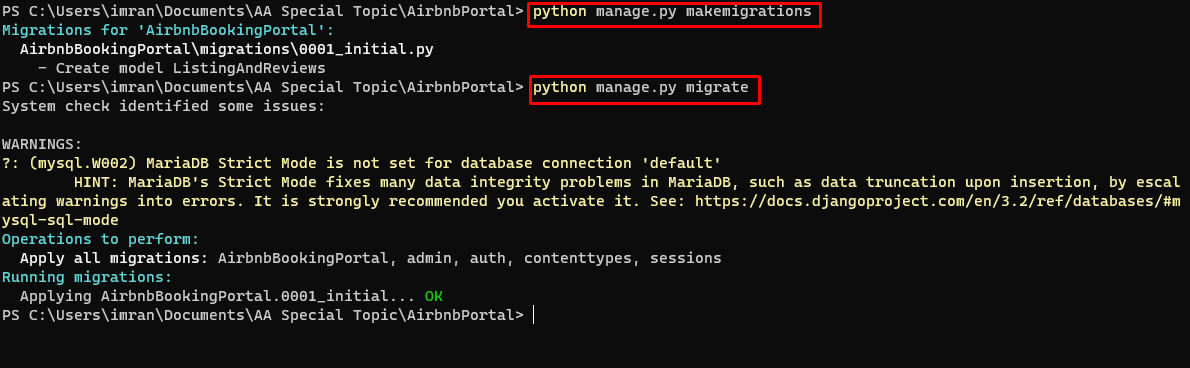 PS C:\Users\imran\Documents\AA Special Topic\AirbnbPortal> python manage.py makemigrations
Migrations for 'AirbnbBookingPortal':
  AirbnbBookingPortal\migrations\0001_initial.py
    - Create model ListingAndReviews
PS C:\Users\imran\Documents\AA Special Topic\AirbnbPortal> python manage.py migrate
System check identified some issues:

WARNINGS:
?: (mysql.W002) MariaDB Strict Mode is not set for database connection 'default'
        HINT: MariaDB's Strict Mode fixes many data integrity problems in MariaDB, such as data truncation upon insertion, by escal
ating warnings into errors. It is strongly recommended you activate it. See: https://docs.djangoproject.com/en/3.2/ref/databases/#m
ysql-sql-mode
Operations to perform:
  Apply all migrations: AirbnbBookingPortal, admin, auth, contenttypes, sessions
Running migrations:
  Applying AirbnbBookingPortal.0001_initial... OK
PS C:\Users\imran\Documents\AA Special Topic\AirbnbPortal>